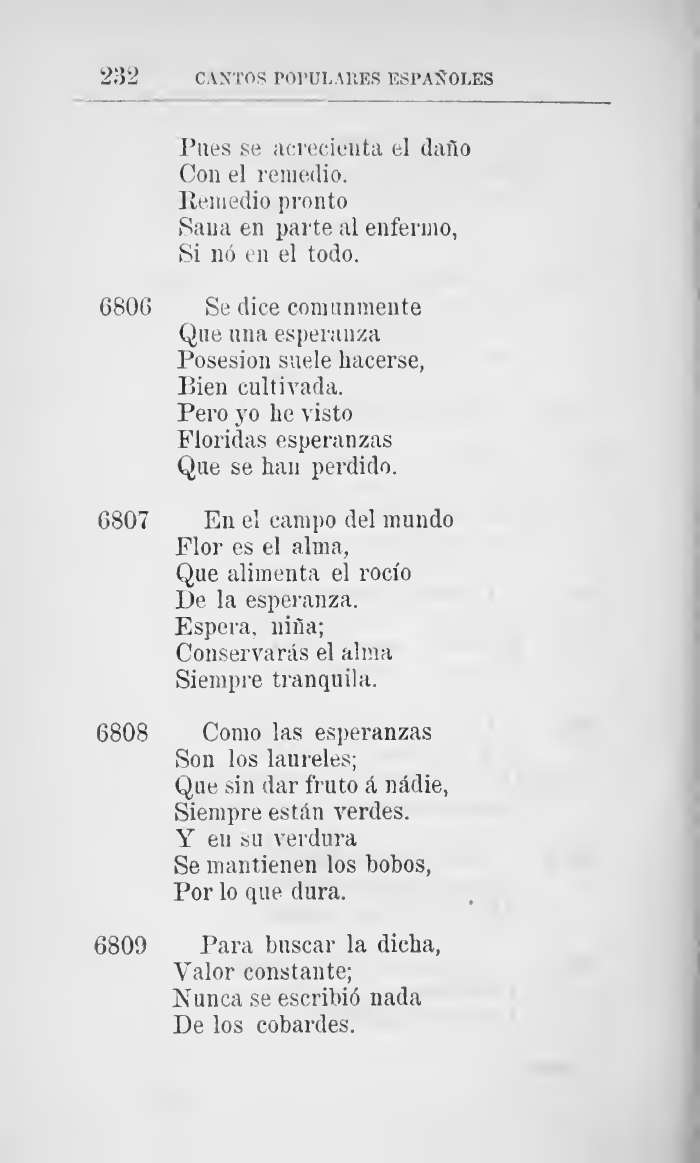 232 CANTOS POPULARES ESPAÑOLES
Pues se acrecienta el daño
Con el remedio.
Remedio pronto
Sana en parte al enfermo,
Si nó en el todo.
6806 Se dice comunmente
Que una esperanza
Posesion suele hacerse,
Bien cultivada.
Pero yo he visto
Floridas esperanzas
Que se han perdido.
6807 En el campo del mundo
Flor es el alma,
Que alimenta el rocío
De la esperanza.
Espera, niña;
Conservarás el alma
Siempre tranquila.
6808 Como las esperanzas
Son los laureles;
Que sin dar fruto á nádie,
Siempre están verdes.
Y en su verdura
Se mantienen los bobos,
Por lo que dura.
6809 Para buscar la dicha,
Valor constante;
Nunca se escribió nada
De los cobardes.